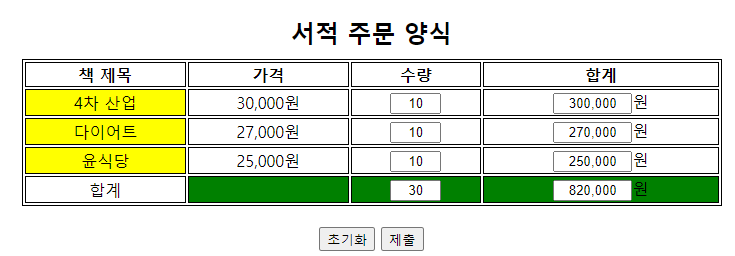 서적 주문 양식
책 제목 가격 수량 합계
4차 산업 30,000원 10 300,000 원
다이어트 27,000원 10 270,000 원
윤식당 25,000원 10 250,000 원
합계 30 820,000 원
초기화 제출